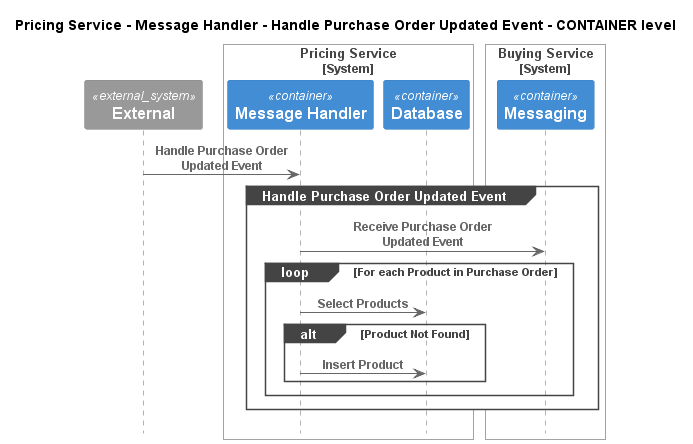 Pricing Service - Message Handler - Handle Purchase Order Updated Event - CONTAINER level
Pricing Service
[System]
Buying Service
[System]
«external_system»
External
«container»
Message Handler
«container»
Database
«container»
Messaging
Handle Purchase Order
Updated Event
Handle Purchase Order Updated Event
Receive Purchase Order
Updated Event
loop [For each Product in Purchase Order]
Select Products
alt [Product Not Found]
Insert Product